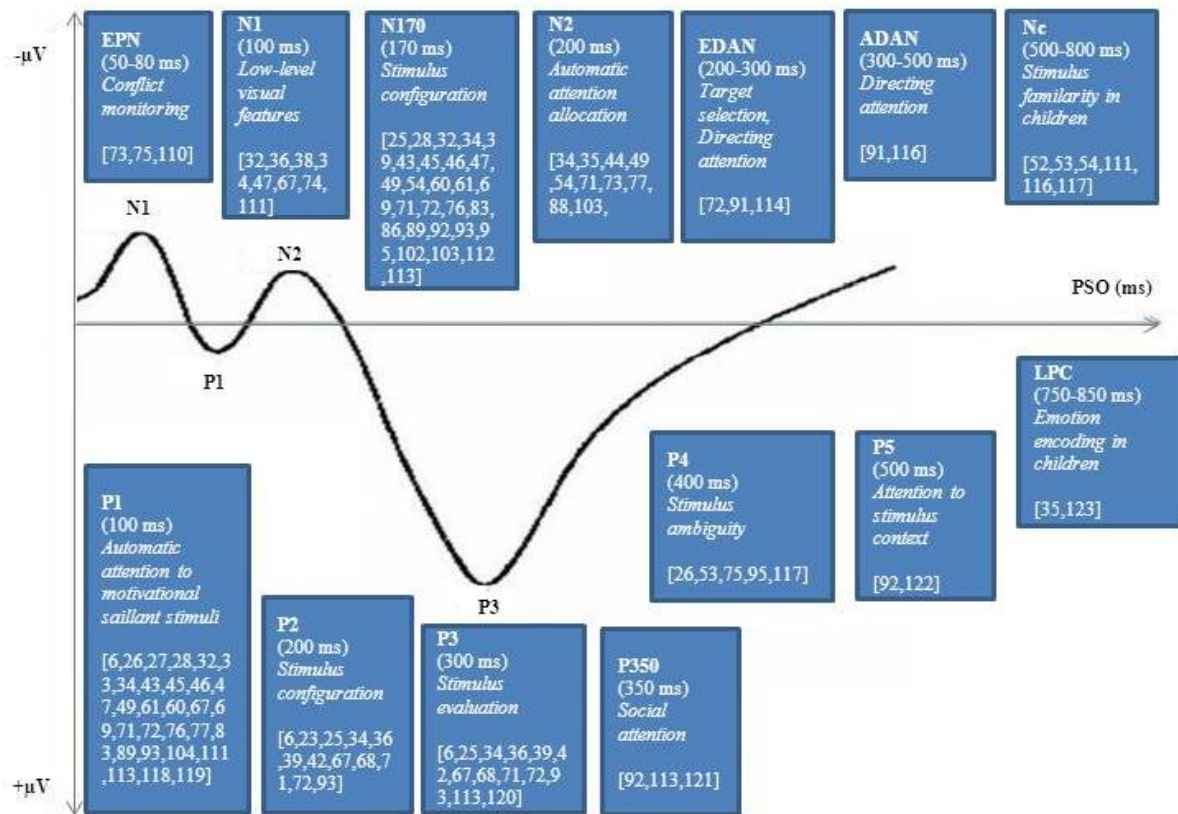 -µV
EPN
(50-80 ms)
Conflict
monitoring
[73,75,110]
N1
(100 ms)
Low-level
visual
features
[32,36,38,3
4,47,67,74,
111]
N170
(170 ms)
Stimulus
configuration
[25,28,32,34,3
9,43,45,46,47,
49,54,60,61,6
9,71,72,76,83,
86,89,92,93,9
5,102,103,112
,113]
N2
(200 ms)
Automatic
attention
allocation
[34,35,44,49
,54,71,73,77,
88,103,
EDAN
(200-300 ms)
Target
selection,
Directing
attention
[72,91,114]
ADAN
(300-500 ms)
Directing
attention
[91,116]
Nc
(500-800 ms)
Stimulus
familarity in
children
[52,53,54,111,
116,117]
N1
N2
PSO (ms)
P1
P3
P1
(100 ms)
Automatic
attention to
motivational
saillant stimuli
[6,26,27,28,32,3
3,34,43,45,46,4
7,49,61,60,67,6
9,71,72,76,77,8
3,89,93,104,111
,113,118,119]
P2
(200 ms)
Stimulus
configuration
[6,23,25,34,36
,39,42,67,68,7
1,72,93]
P3
(300 ms)
Stimulus
evaluation
[6,25,34,36,39,4
2,67,68,71,72,9
3,113,120]
P350
(350 ms)
Social
attention
[92,113,121]
P4
(400 ms)
Stimulus
ambiguity
[26,53,75,95,117]
P5
(500 ms)
Attention to
stimulus
context
[92,122]
LPC
(750-850 ms)
Emotion
encoding in
children
[35,123]
+µV